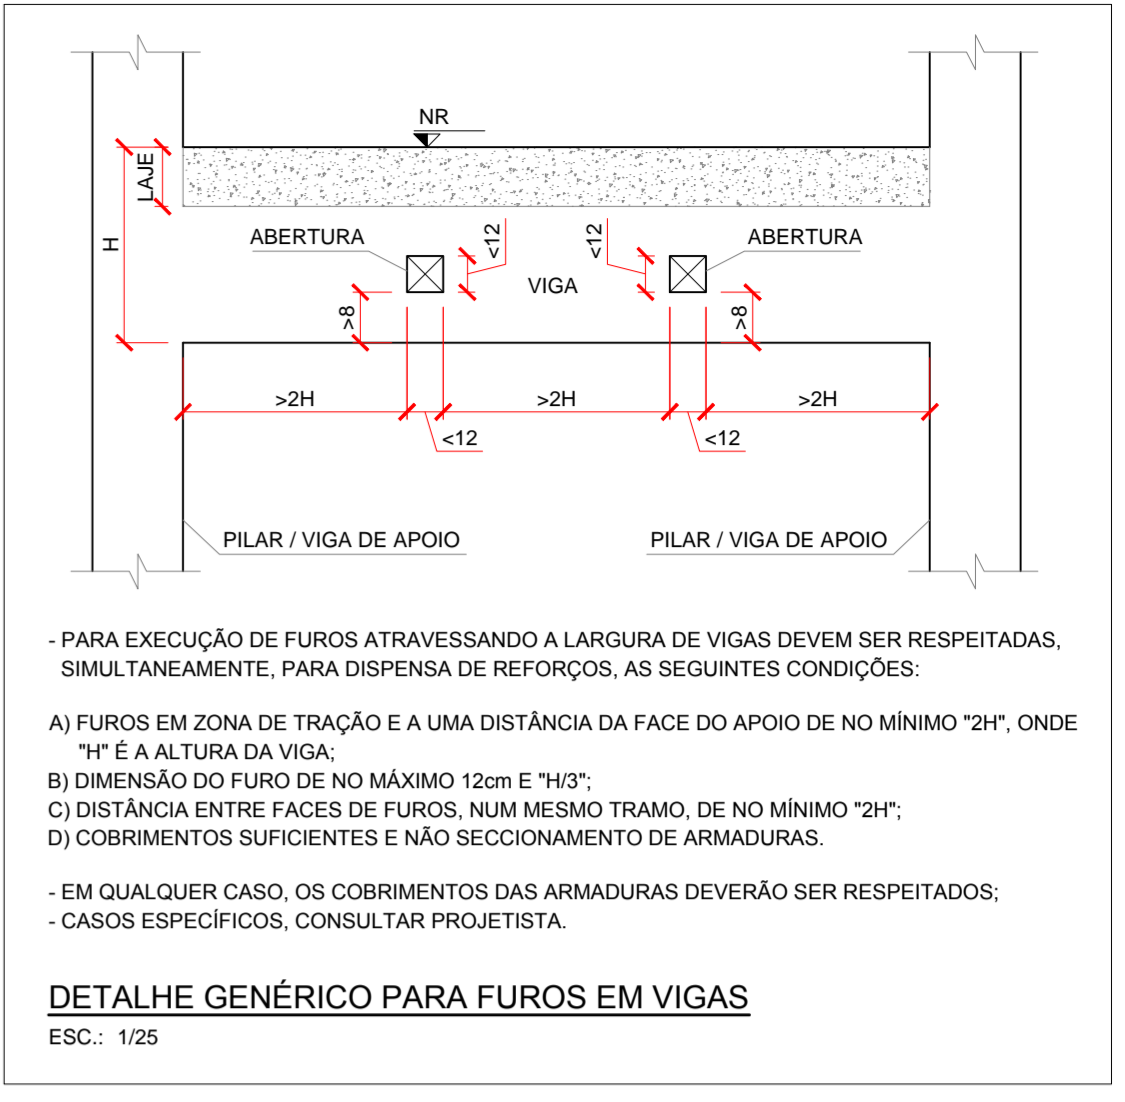 NR
LAJE
H
ABERTURA
<12
<12
ABERTURA
VIGA
>8
>8
>2H
>2H
>2H
<12
<12
PILAR / VIGA DE APOIO
PILAR / VIGA DE APOIO
- PARA EXECUÇÃO DE FUROS ATRAVESSANDO A LARGURA DE VIGAS DEVEM SER RESPEITADAS,
SIMULTANEAMENTE, PARA DISPENSA DE REFORÇOS, AS SEGUINTES CONDIÇÕES:
A) FUROS EM ZONA DE TRAÇÃO E A UMA DISTÂNCIA DA FACE DO APOIO DE NO MÍNIMO "2H", ONDE
"H" É A ALTURA DA VIGA;
B) DIMENSÃO DO FURO DE NO MÁXIMO 12cm E "H/3";
C) DISTÂNCIA ENTRE FACES DE FUROS, NUM MESMO TRAMO, DE NO MÍNIMO "2H";
D) COBRIMENTOS SUFICIENTES E NÃO SECCIONAMENTO DE ARMADURAS.
- EM QUALQUER CASO, OS COBRIMENTOS DAS ARMADURAS DEVERÃO SER RESPEITADOS;
- CASOS ESPECÍFICOS, CONSULTAR PROJETISTA.
DETALHE GENÉRICO PARA FUROS EM VIGAS
ESC.: 1/25